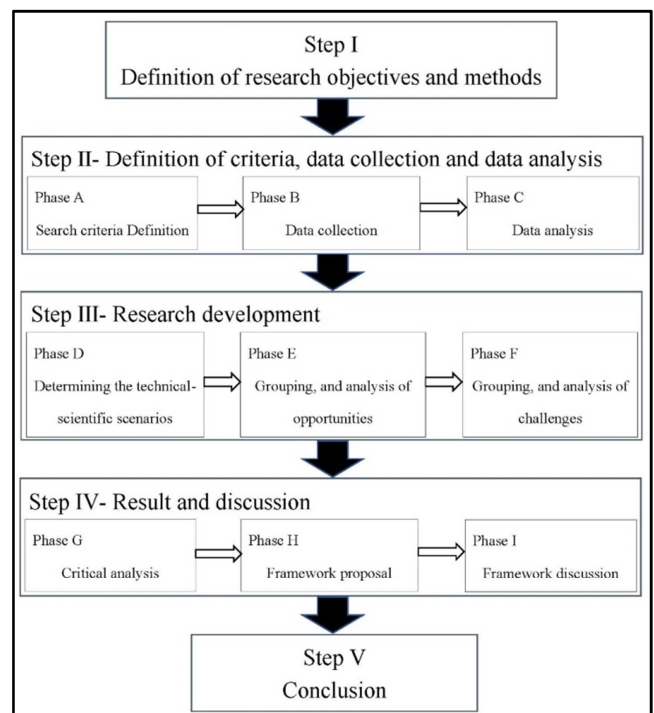 Step I
Definition of research objectives and methods
Step II- Definition of criteria, data collection and data analysis
Phase A
Search criteria Definition
Phase B
Data collection
Phase C
Data analysis
Step III- Research development
Phase D
Determining the technical-
scientific scenarios
Phase E
Grouping, and analysis of
opportunities
Phase F
Grouping, and analysis of
challenges
Step IV- Result and discussion
Phase G
Critical analysis
Phase H
Framework proposal
Phase I
Framework discussion
Step V
Conclusion